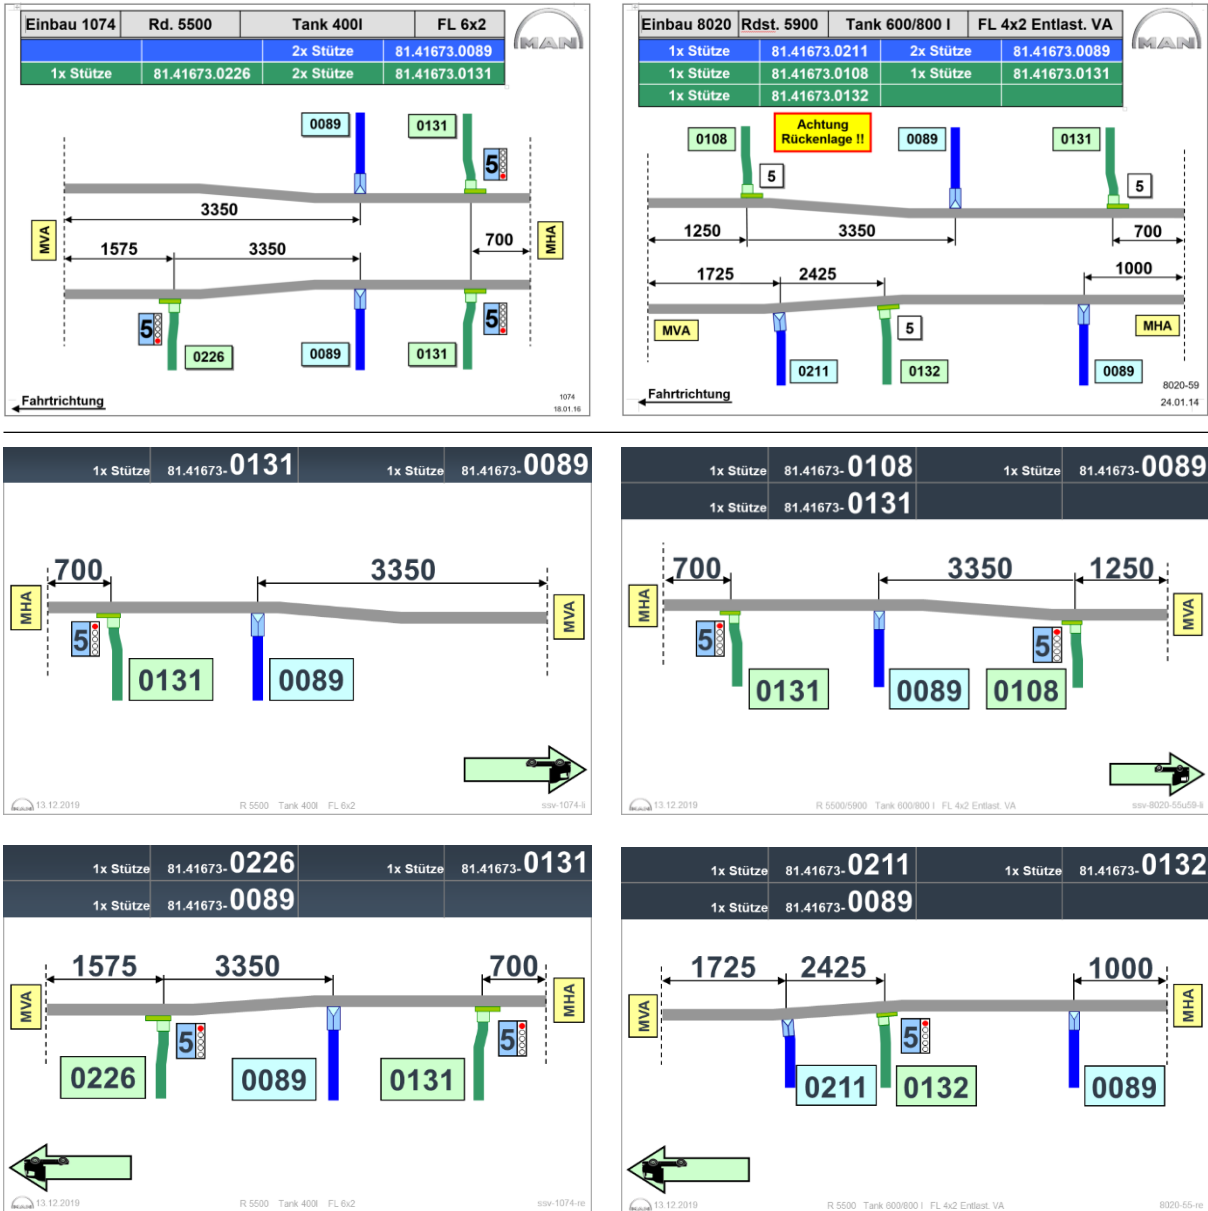 Einbau 1074 Rd. 5500 Tank 400l FL 6x2
MAN
2x Stütze 81.41673.0089
1x Stütze 81.41673.0226 2x Stütze 81.41673.0131
0089 0131
5
3350
MVA MHA
1575 3350 700
5 5
0226 0089 0131
Fahrtrichtung
1074
18.01.16
Einbau 8020 Rdst. 5900 Tank 600/800 l FL 4x2 Entlast. VA
MAN
1x Stütze 81.41673.0211 2x Stütze 81.41673.0089
1x Stütze 81.41673.0108 1x Stütze 81.41673.0131
1x Stütze 81.41673.0132
Achtung
Rückenlage !!
0108 0089 0131
5 5
1250 3350 700
1725 2425 1000
MVA 5 MHA
0211 0132 0089
Fahrtrichtung
8020-59
24.01.14
1x Stütze 81.41673-0131 1x Stütze 81.41673-0089
700 3350
MHA MVA
5
0131 0089
MAN 13.12.2019 R 5500 Tank 400l FL 6x2 ssv-1074-li
1x Stütze 81.41673-0108 1x Stütze 81.41673-0089
1x Stütze 81.41673-0131
700 3350 1250
MHA MVA
5 5
0131 0089 0108
MAN 13.12.2019 R 5500/5900 Tank 600/800 l FL 4x2 Entlast. VA ssv-8020-55u59-li
1x Stütze 81.41673-0226 1x Stütze 81.41673-0131
1x Stütze 81.41673-0089
1575 3350 700
MVA MHA
5 5
0226 0089 0131
MAN 13.12.2019 R 5500 Tank 400l FL 6x2 ssv-1074-re
1x Stütze 81.41673-0211 1x Stütze 81.41673-0132
1x Stütze 81.41673-0089
1725 2425 1000
MVA MHA
5
0211 0132 0089
MAN 13.12.2019 R 5500 Tank 600/800 l FL 4x2 Entlast. VA 8020-55-re